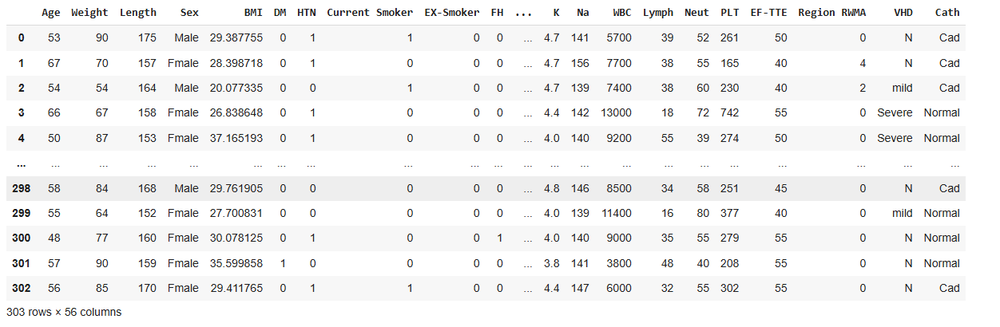 Age Weight Length Sex BMI DM HTN Current Smoker EX-Smoker FH ... K Na WBC Lymph Neut PLT EF-TTE Region RWMA VHD Cath
0 53 90 175 Male 29.387755 0 1 1 0 0 ... 4.7 141 5700 39 52 261 50 0 N Cad
1 67 70 157 Fmale 28.398718 0 1 0 0 0 ... 4.7 156 7700 38 55 165 40 4 N Cad
2 54 54 164 Male 20.077335 0 0 1 0 0 ... 4.7 139 7400 38 60 230 40 2 mild Cad
3 66 67 158 Fmale 26.838648 0 1 0 0 0 ... 4.4 142 13000 18 72 742 55 0 Severe Normal
4 50 87 153 Fmale 37.165193 0 1 0 0 0 ... 4.0 140 9200 55 39 274 50 0 Severe Normal
... ... ... ... ... ... ... ... ... ... ... ... ... ... ... ... ... ... ... ... ... ...
298 58 84 168 Male 29.761905 0 0 0 0 0 ... 4.8 146 8500 34 58 251 45 0 N Cad
299 55 64 152 Fmale 27.700831 0 0 0 0 0 ... 4.0 139 11400 16 80 377 40 0 mild Normal
300 48 77 160 Fmale 30.078125 0 1 0 0 1 ... 4.0 140 9000 35 55 279 55 0 N Normal
301 57 90 159 Fmale 35.599858 1 0 0 0 0 ... 3.8 141 3800 48 40 208 55 0 N Normal
302 56 85 170 Fmale 29.411765 0 1 1 0 0 ... 4.4 147 6000 32 55 302 55 0 N Cad
303 rows × 56 columns